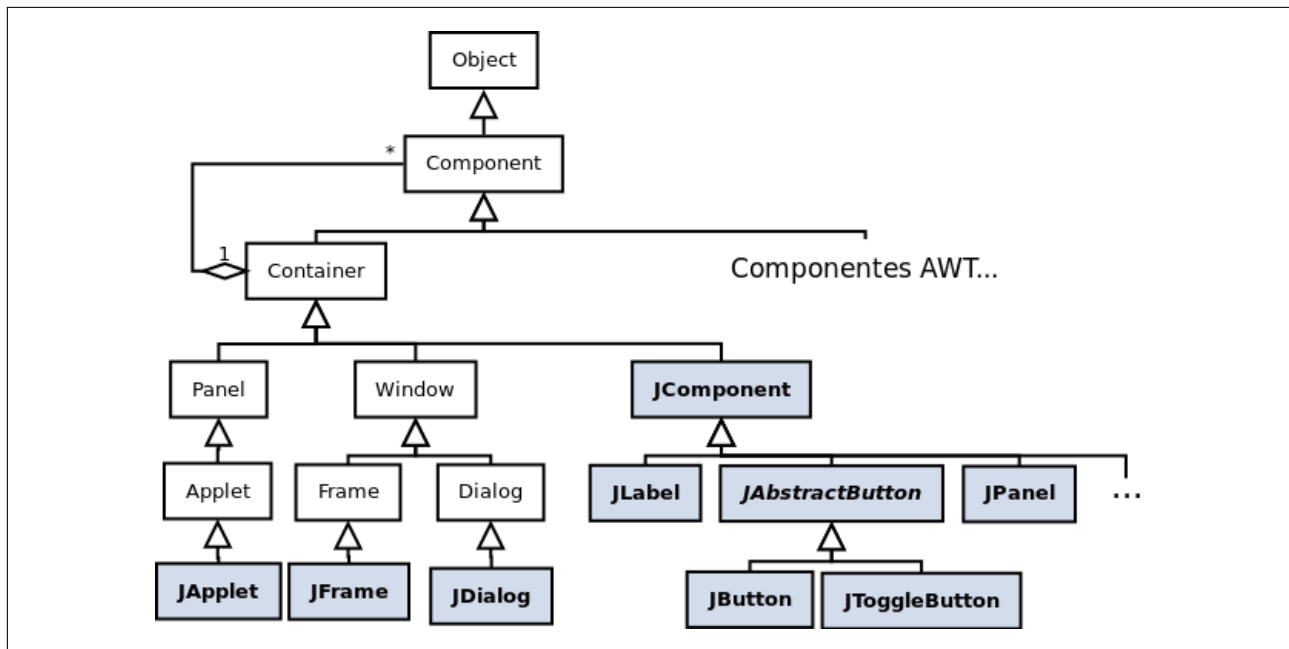 Object
*
Component
1
Container
Componentes AWT...
Panel
Window
JComponent
Applet
Frame
Dialog
JLabel
JAbstractButton
JPanel
...
JApplet
JFrame
JDialog
JButton
JToggleButton